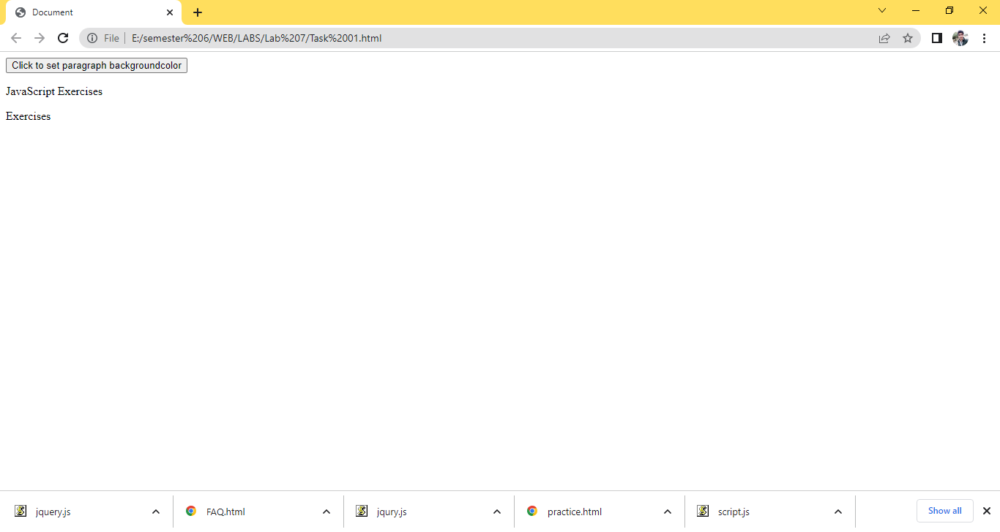 Document
File
E:/semester%206/WEB/LABS/Lab%207/Task%2001.html
Click to set paragraph backgroundcolor
JavaScript Exercises
Exercises
jquery.js
FAQ.html
jqury.js
practice.html
script.js
Show all